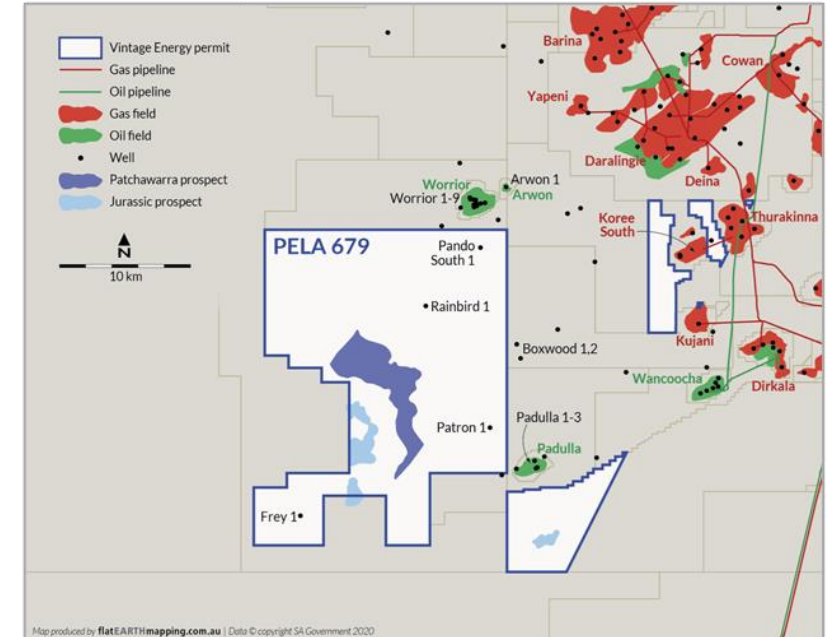 Vintage Energy permit
Gas pipeline
Oil pipeline
Gas field
Oil field
Well
Patchawarra prospect
Jurassic prospect
N
10 km
Barina
Cowan
Yapeni
Daralingie
Deina
Worrior
Worrior 1-9
Arwon 1
Arwon
Koree
South
Thurakinna
PELA 679
Pando
South 1
Rainbird 1
Kujani
Boxwood 1,2
Wancoocha
Dirkala
Padulla 1-3
Patron 1
Padulla
Frey 1
Map produced by flatEARTHmapping.com.au | Data © copyright SA Government 2020